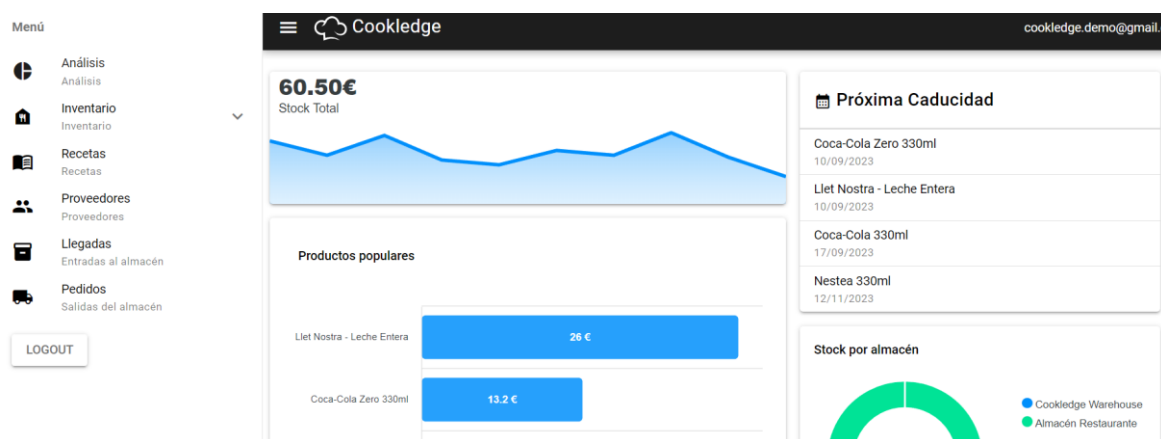 Menú
Análisis
Análisis
Inventario
Inventario
Recetas
Recetas
Proveedores
Proveedores
Llegadas
Entradas al almacén
Pedidos
Salidas del almacén
LOGOUT
Cookledge
cookledge.demo@gmail.
60.50€
Stock Total
Productos populares
Llet Nostra - Leche Entera
26 €
Coca-Cola Zero 330ml
13.2 €
Próxima Caducidad
Coca-Cola Zero 330ml
10/09/2023
Llet Nostra - Leche Entera
10/09/2023
Coca-Cola 330ml
17/09/2023
Nestea 330ml
12/11/2023
Stock por almacén
Cookledge Warehouse
Almacén Restaurante